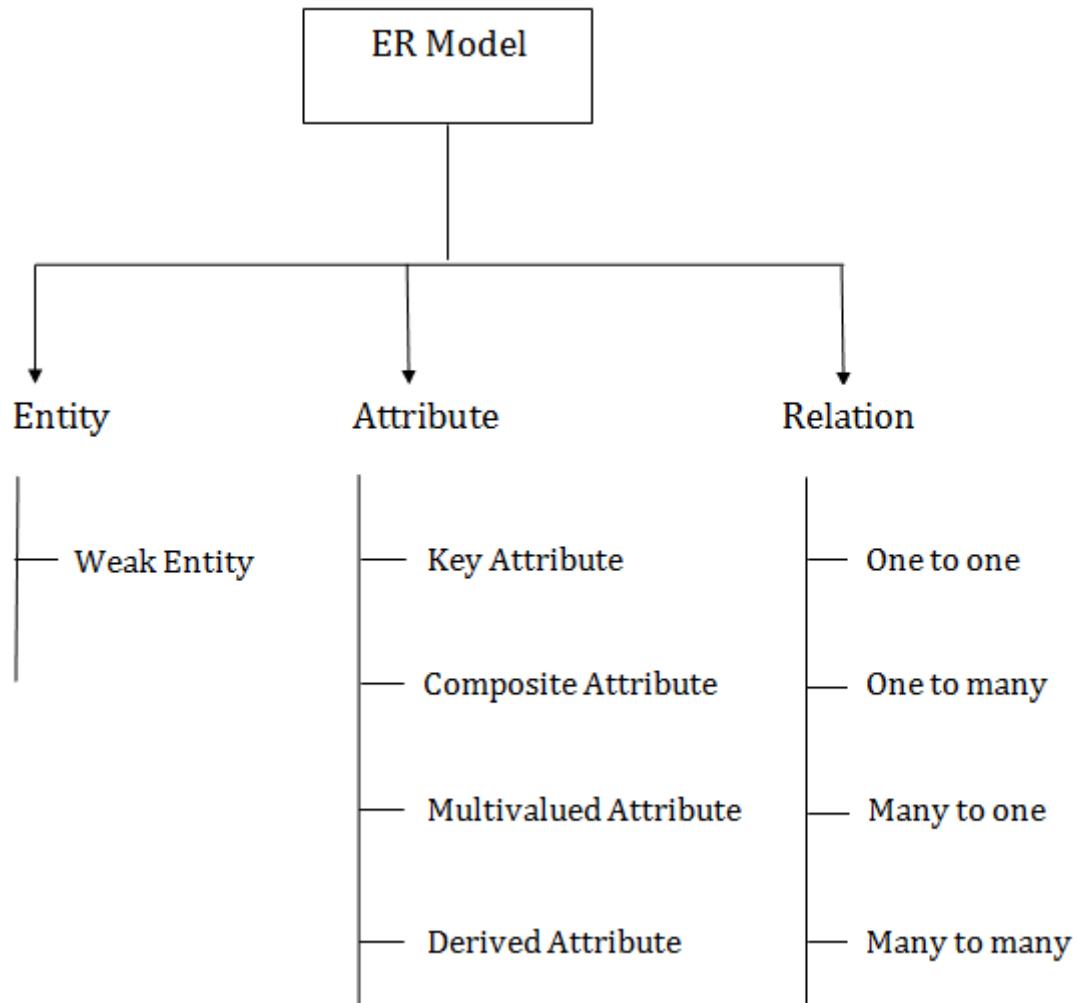 ER Model
Entity
Attribute
Relation
Weak Entity
Key Attribute
One to one
Composite Attribute
One to many
Multivalued Attribute
Many to one
Derived Attribute
Many to many